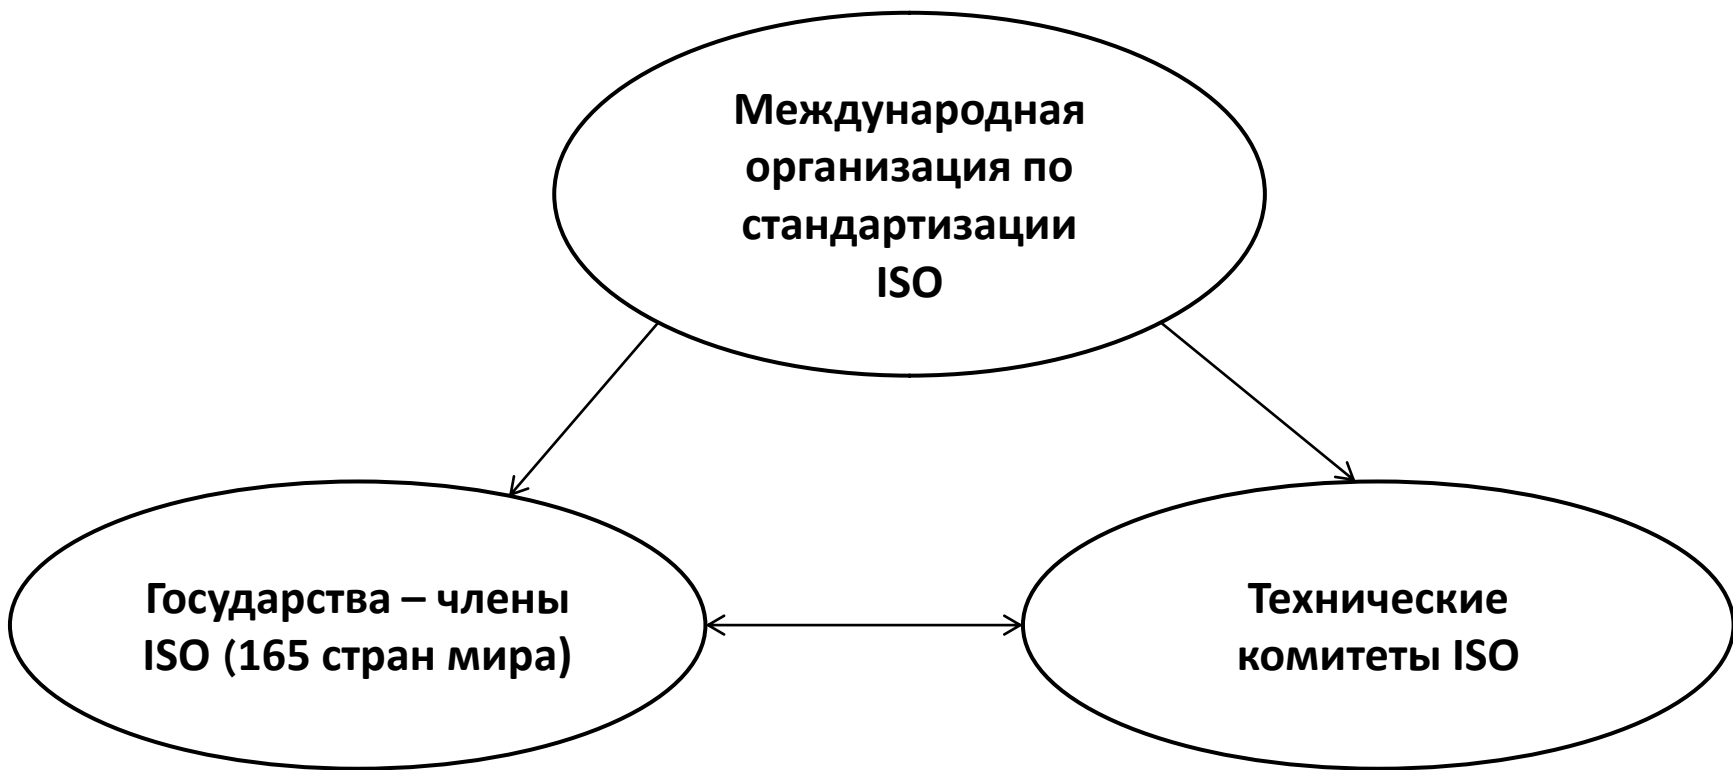 Международная
организация по
стандартизации
ISO
Государства – члены
ISO (165 стран мира)
Технические
комитеты ISO